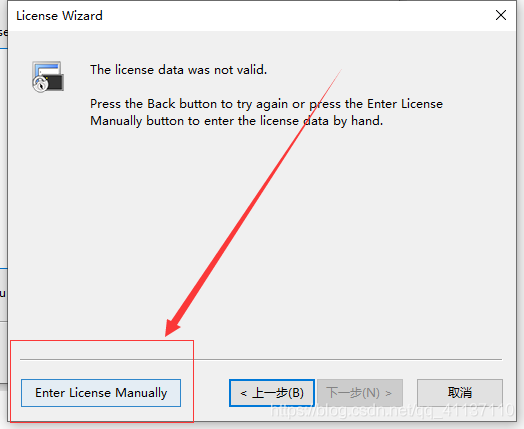 License Wizard
The license data was not valid.
Press the Back button to try again or press the Enter License
Manually button to enter the license data by hand.
Enter License Manually
< 上一步(B)
下一步(N) >
取消
https://blog.csdn.net/qq_41137110